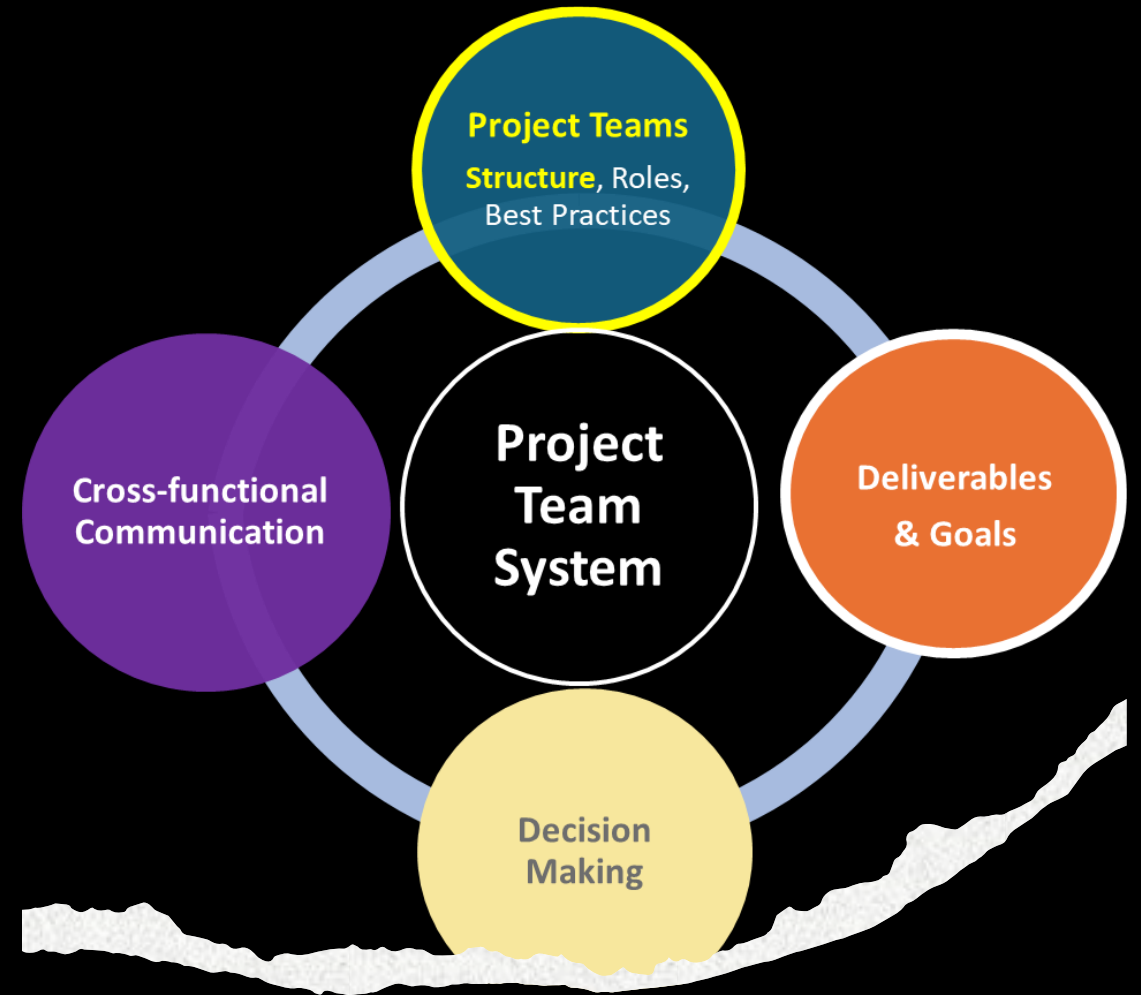 Project Teams
Structure, Roles,
Best Practices
Cross-functional
Communication
Project
Team
System
Deliverables
& Goals
Decision
Making